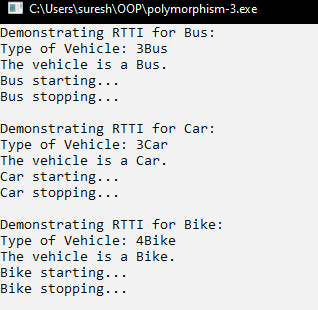 C:\Users\suresh\OOP\polymorphism-3.exe
Demonstrating RTTI for Bus:
Type of Vehicle: 3Bus
The vehicle is a Bus.
Bus starting...
Bus stopping...
Demonstrating RTTI for Car:
Type of Vehicle: 3Car
The vehicle is a Car.
Car starting...
Car stopping...
Demonstrating RTTI for Bike:
Type of Vehicle: 4Bike
The vehicle is a Bike.
Bike starting...
Bike stopping...